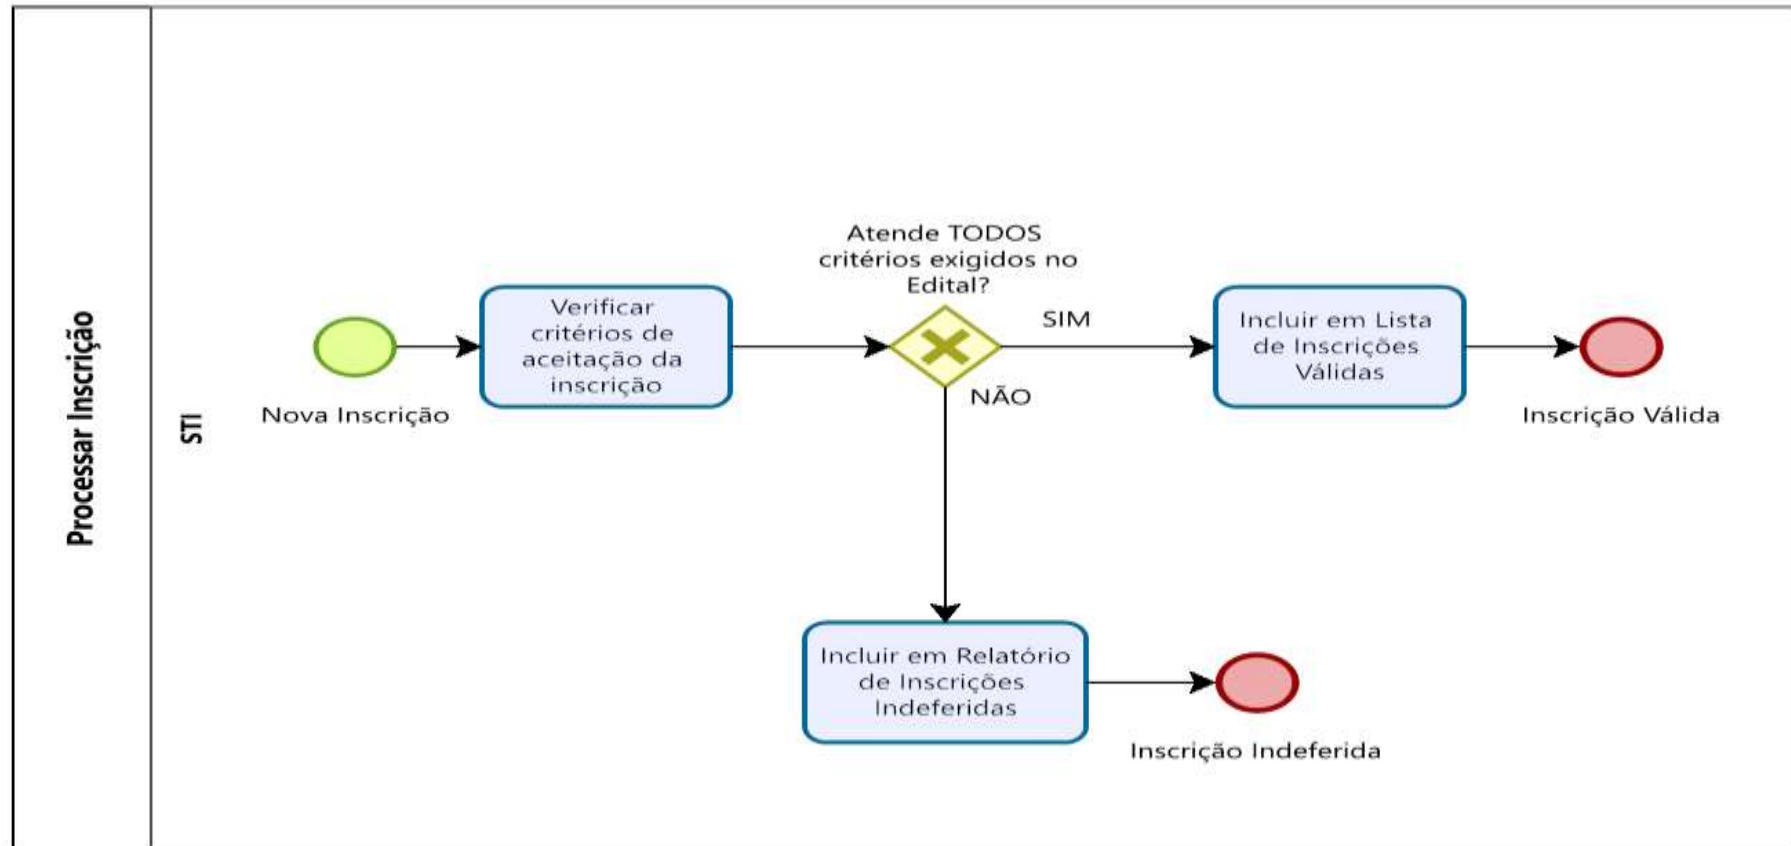 Processar Inscrição
STI
Nova Inscrição
Verificar
critérios de
aceitação da
inscrição
Atende TODOS
critérios exigidos no
Edital?
SIM
NÃO
Incluir em Lista
de Inscrições
Válidas
Inscrição Válida
Incluir em Relatório
de Inscrições
Indeferidas
Inscrição Indeferida